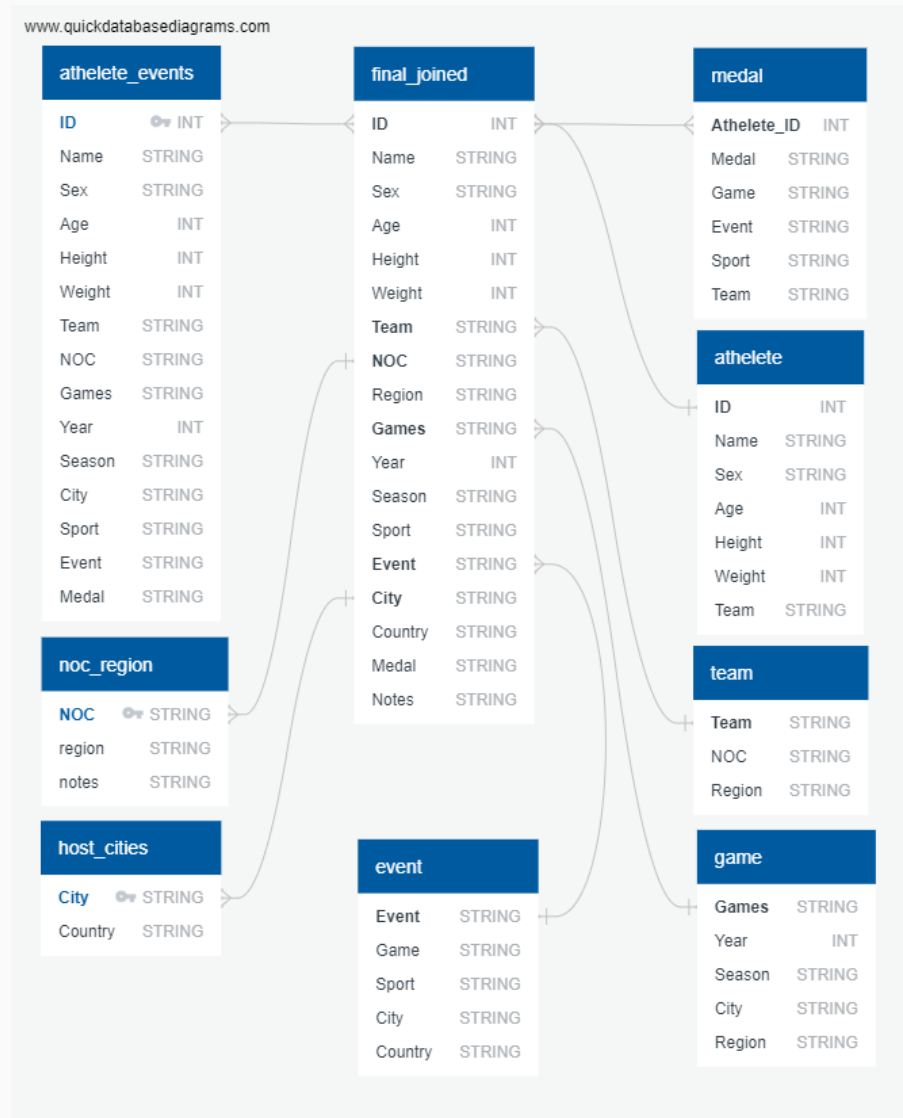 www.quickdatabasediagrams.com
athelete_events
ID INT
Name STRING
Sex STRING
Age INT
Height INT
Weight INT
Team STRING
NOC STRING
Games STRING
Year INT
Season STRING
City STRING
Sport STRING
Event STRING
Medal STRING
noc_region
NOC STRING
region STRING
notes STRING
host_cities
City STRING
Country STRING
final_joined
ID INT
Name STRING
Sex STRING
Age INT
Height INT
Weight INT
Team STRING
NOC STRING
Region STRING
Games STRING
Year INT
Season STRING
Sport STRING
Event STRING
City STRING
Country STRING
Medal STRING
Notes STRING
event
Event STRING
Game STRING
Sport STRING
City STRING
Country STRING
medal
Athelete_ID INT
Medal STRING
Game STRING
Event STRING
Sport STRING
Team STRING
athelete
ID INT
Name STRING
Sex STRING
Age INT
Height INT
Weight INT
Team STRING
team
Team STRING
NOC STRING
Region STRING
game
Games STRING
Year INT
Season STRING
City STRING
Region STRING